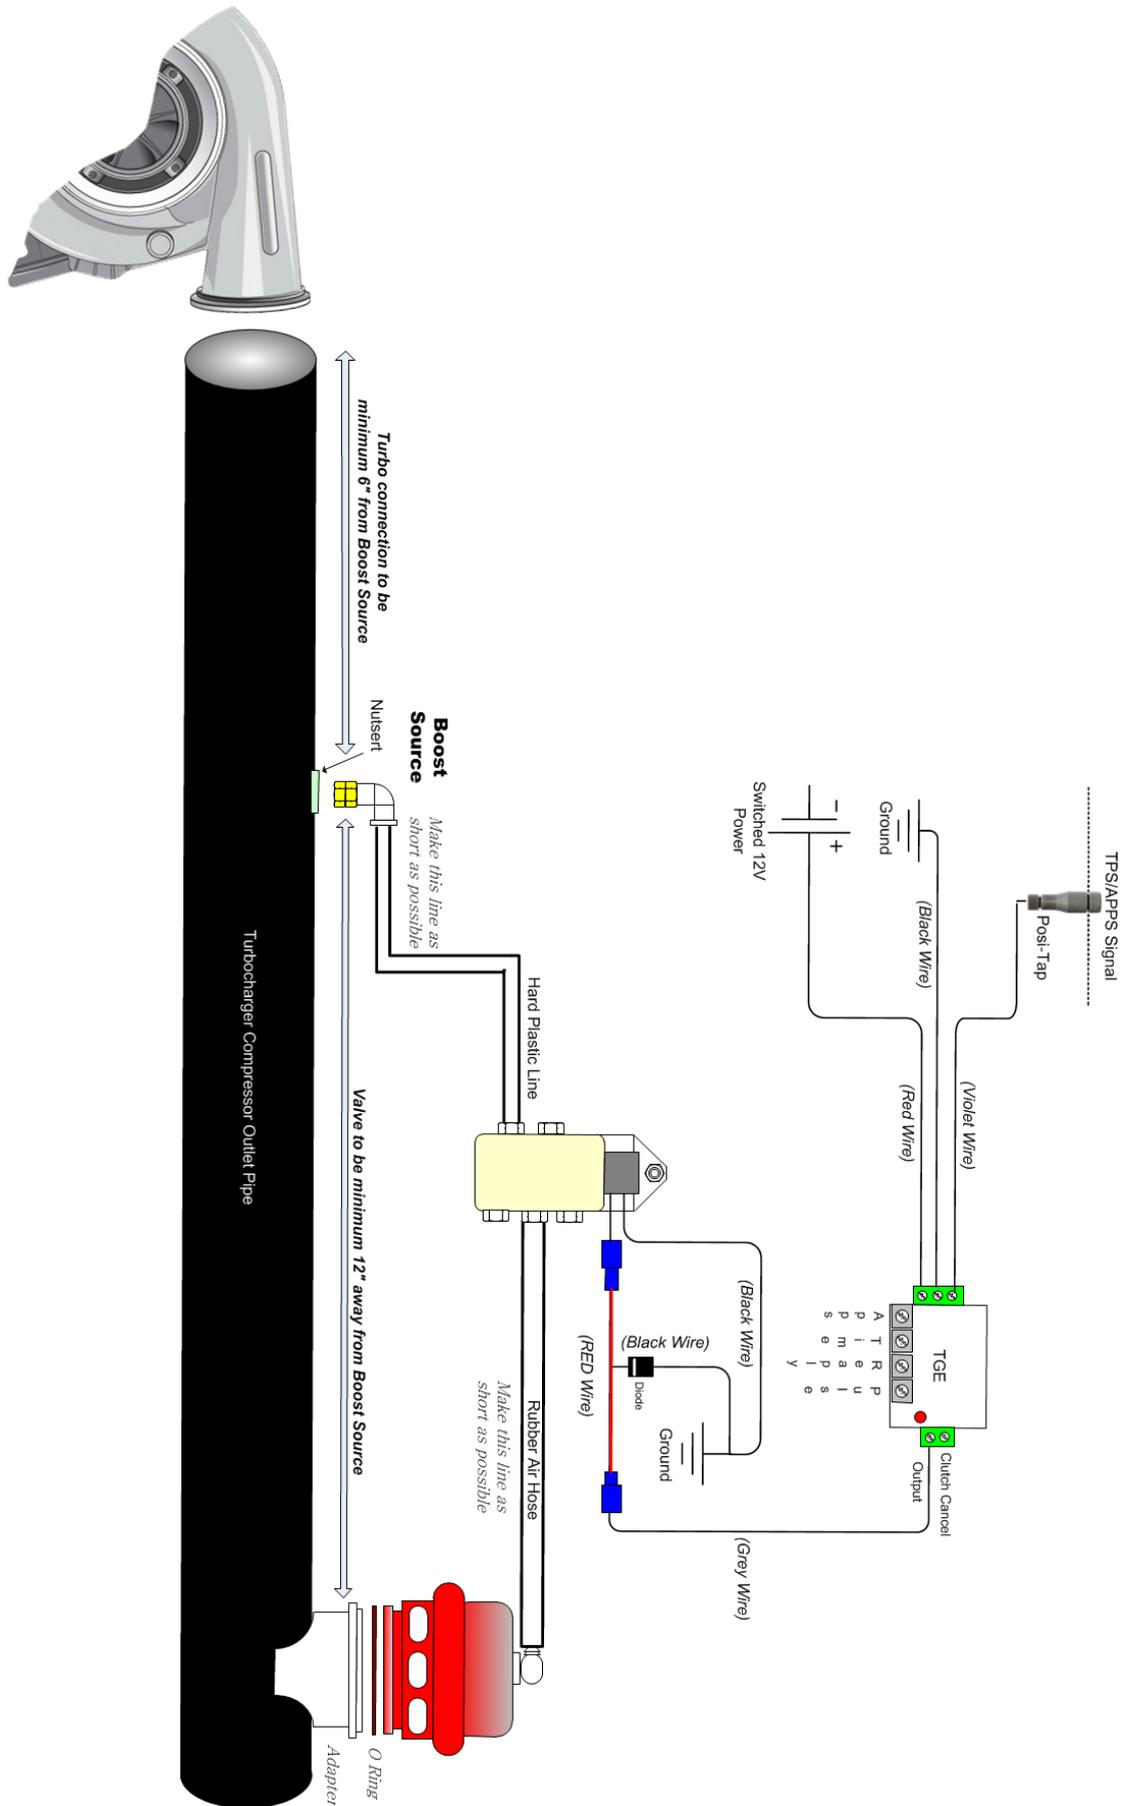 TPS/APPS Signal
Posi-Tap
(Violet Wire)
(Black Wire)
(Red Wire)
Ground
+
-
Switched 12V
Power
TGE
Apps
Time
Reaply
Pulse
Clutch Cancel
Output
(Grey Wire)
(Black Wire)
(Black Wire)
Diode
Ground
(RED Wire)
Hard Plastic Line
Rubber Air Hose
Make this line as
short as possible
Boost
Source
Make this line as
short as possible
Nutsert
Turbo connection to be
minimum 6" from Boost Source
Valve to be minimum 12" away from Boost Source
O Ring
Adapter
Turbocharger Compressor Outlet Pipe